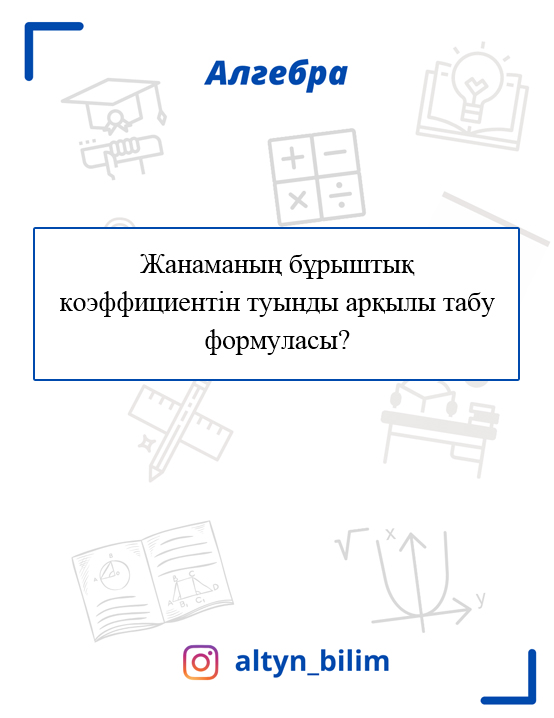 Алгебра
Жанаманың бұрыштық
коэффициентін туынды арқылы табу
формуласы?
x
y
altyn_bilim